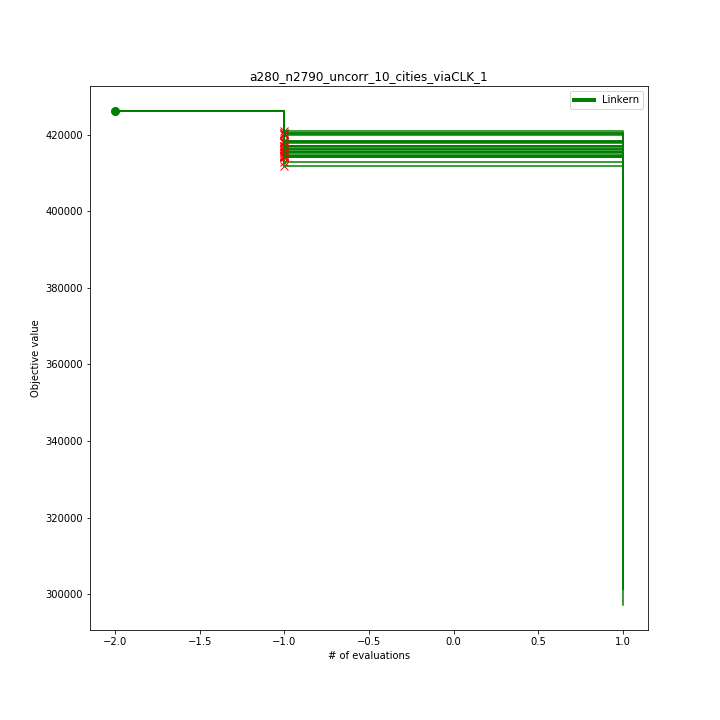 a280_n2790_uncorr_10_cities_viaCLK_1
Linkern
420000
400000
380000
360000
340000
320000
300000
Objective value
−2.0 −1.5 −1.0 −0.5 0.0 0.5 1.0
# of evaluations